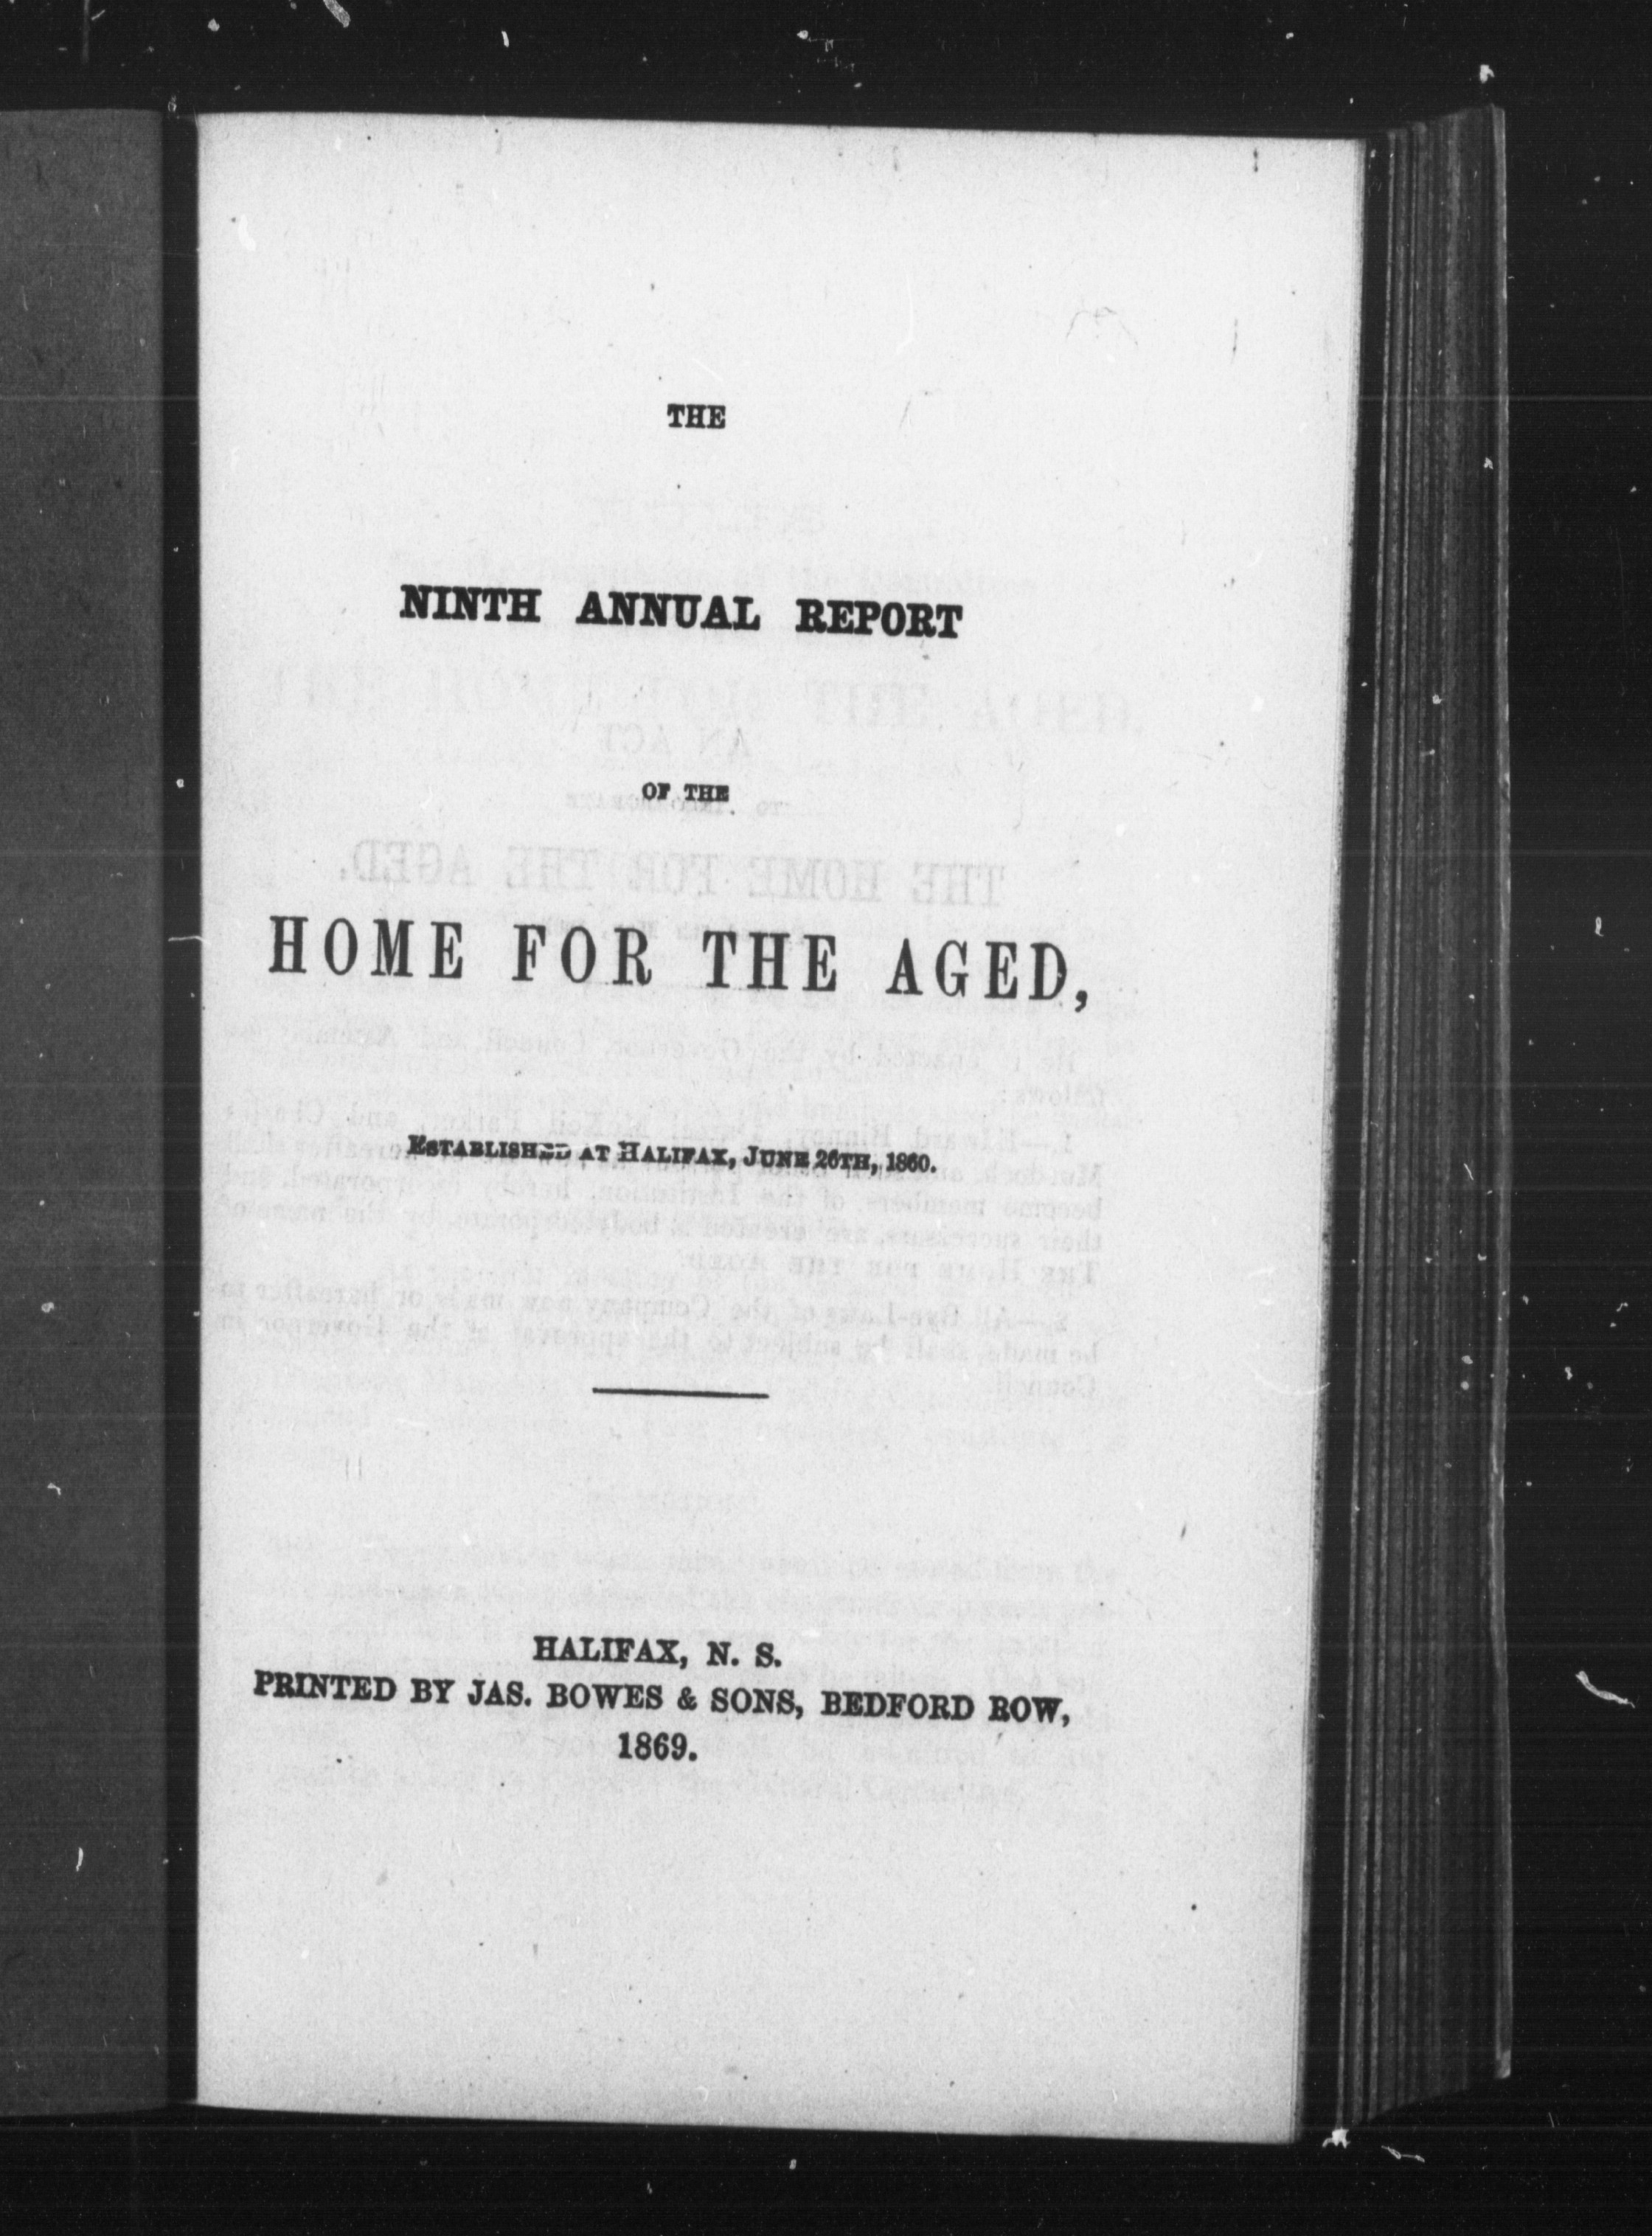 THE
NINTH ANNUAL REPORT
OF THE
HOME FOR THE AGED,
ESTABLISHED AT HALIFAX, JUNE 26TH, 1860.
HALIFAX, N. S.
PRINTED BY JAS. BOWES & SONS, BEDFORD ROW,
1869.